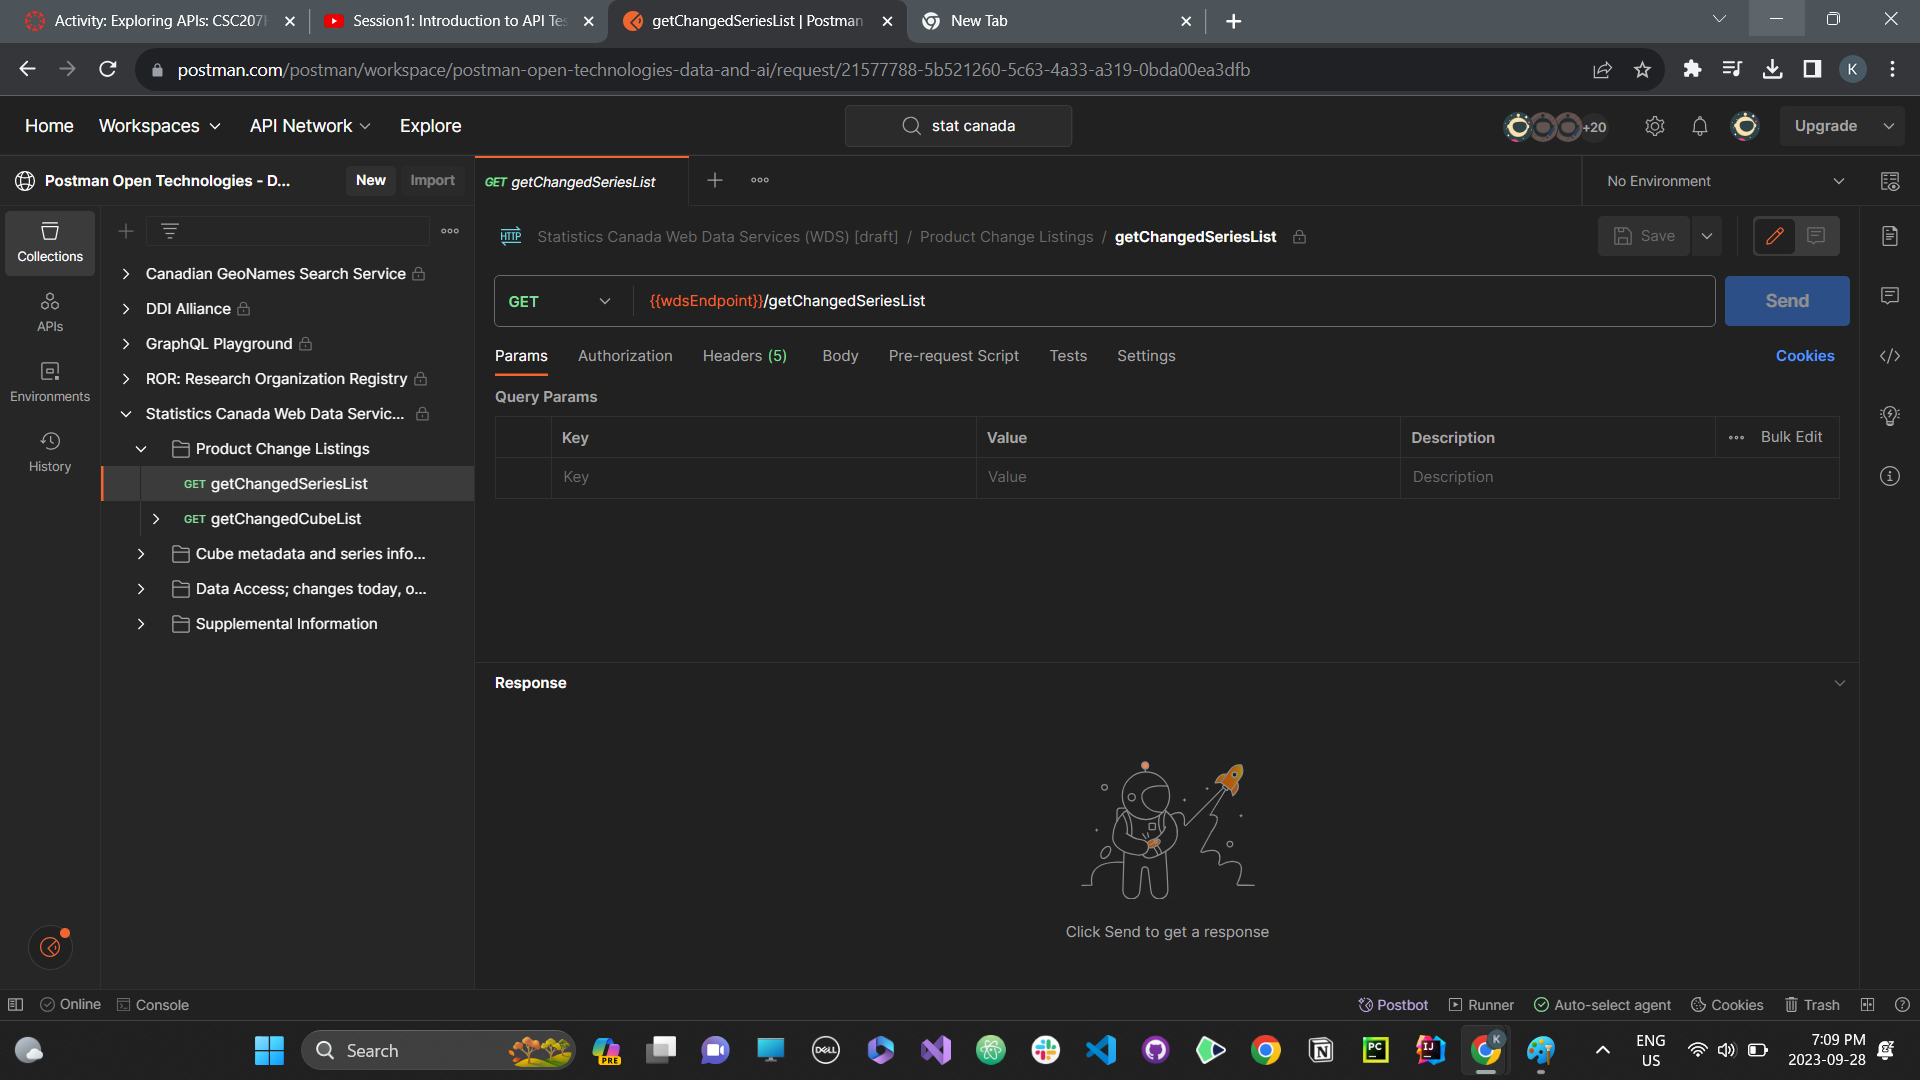 Activity: Exploring APIs: CSC207H
Session1: Introduction to API Tes
getChangedSeriesList | Postman
New Tab
postman.com/postman/workspace/postman-open-technologies-data-and-ai/request/21577788-5b521260-5c63-4a33-a319-0bda00ea3dfb
K
Home Workspaces API Network Explore
stat canada
+20
Upgrade
Postman Open Technologies - D...
New Import
GET getChangedSeriesList
No Environment
Collections
APIs
Environments
History
Canadian GeoNames Search Service
DDI Alliance
GraphQL Playground
ROR: Research Organization Registry
Statistics Canada Web Data Servic...
Product Change Listings
GET getChangedSeriesList
GET getChangedCubeList
Cube metadata and series info...
Data Access; changes today, o...
Supplemental Information
HTTP Statistics Canada Web Data Services (WDS) [draft] / Product Change Listings / getChangedSeriesList
Save
GET {{wdsEndpoint}}/getChangedSeriesList
Send
Params Authorization Headers (5) Body Pre-request Script Tests Settings Cookies
Query Params
Key Value Description Bulk Edit
Key Value Description
Response
Click Send to get a response
Online Console
Postbot Runner Auto-select agent Cookies Trash
Search
PRE
DELL
N
PC
IJ
K
ENG
US
7:09 PM
2023-09-28